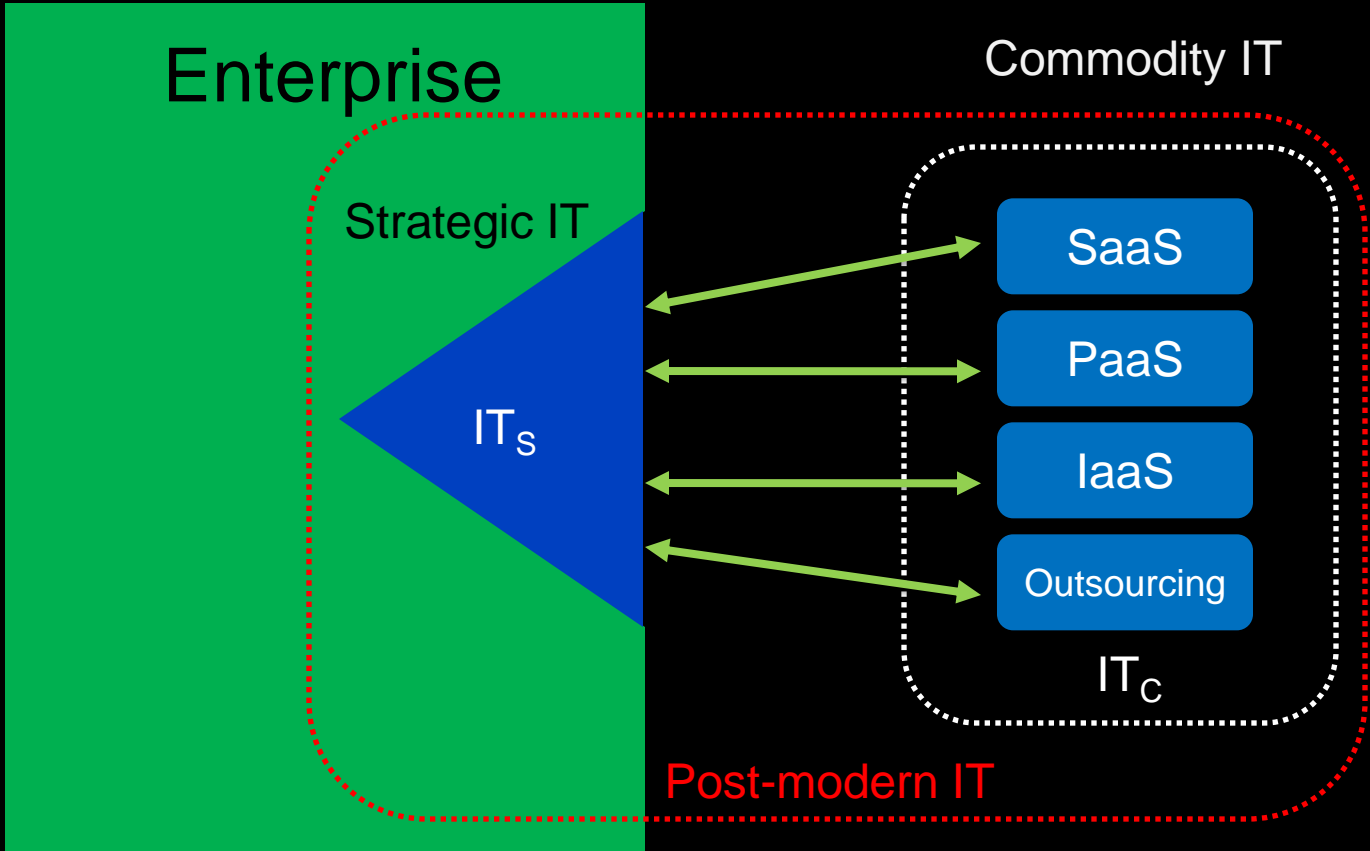 Enterprise
Commodity IT
Strategic IT
SaaS
PaaS
ITS
IaaS
Outsourcing
ITC
Post-modern IT